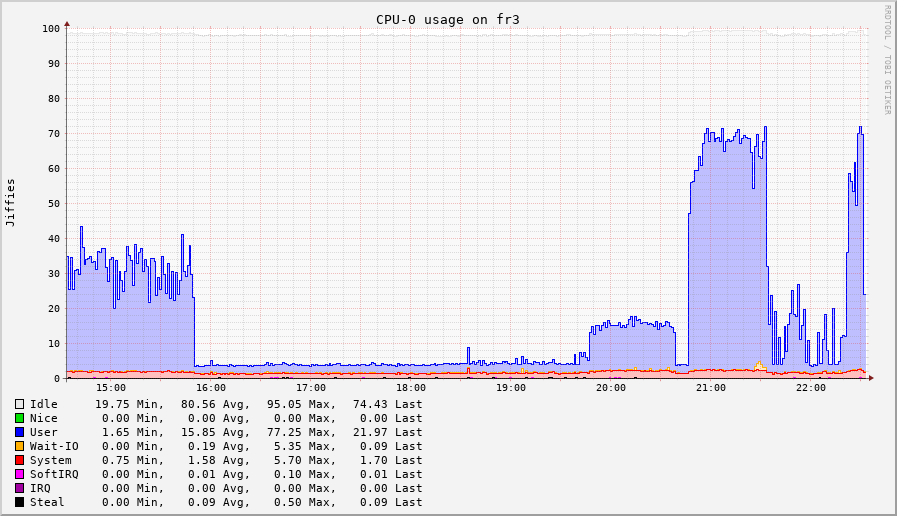 CPU-0 usage on fr3
RRDTOOL / TOBI OETIKER
Jiffies
100
90
80
70
60
50
40
30
20
10
0
15:00 16:00 17:00 18:00 19:00 20:00 21:00 22:00
Idle 19.75 Min, 80.56 Avg, 95.05 Max, 74.43 Last
Nice 0.00 Min, 0.00 Avg, 0.00 Max, 0.00 Last
User 1.65 Min, 15.85 Avg, 77.25 Max, 21.97 Last
Wait-IO 0.00 Min, 0.19 Avg, 5.35 Max, 0.09 Last
System 0.75 Min, 1.58 Avg, 5.70 Max, 1.70 Last
SoftIRQ 0.00 Min, 0.01 Avg, 0.10 Max, 0.01 Last
IRQ 0.00 Min, 0.00 Avg, 0.00 Max, 0.00 Last
Steal 0.00 Min, 0.09 Avg, 0.50 Max, 0.09 Last